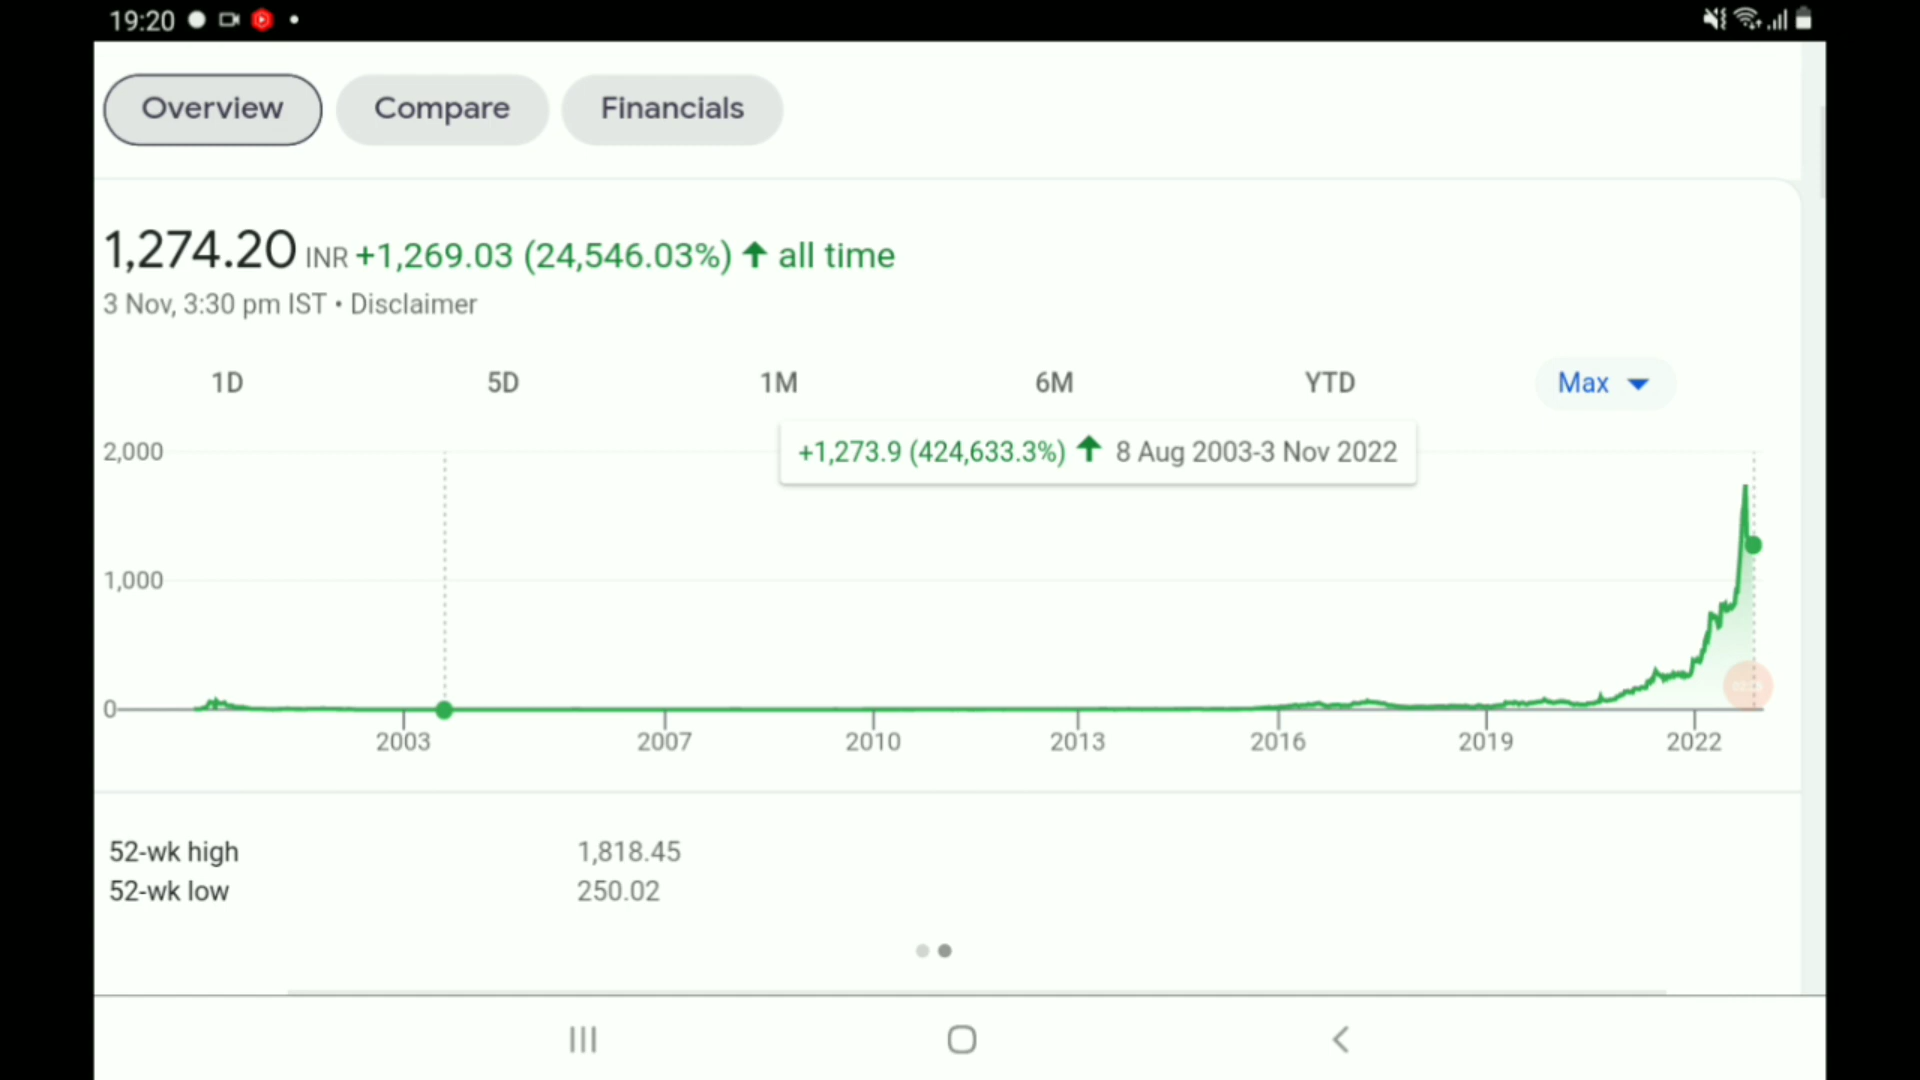 19:20
Overview Compare Financials
1,274.20 INR +1,269.03 (24,546.03%) ↑ all time
3 Nov, 3:30 pm IST • Disclaimer
1D 5D 1M 6M YTD Max
+1,273.9 (424,633.3%) ↑ 8 Aug 2003-3 Nov 2022
2,000
1,000
0
2003 2007 2010 2013 2016 2019 2022
52-wk high 1,818.45
52-wk low 250.02